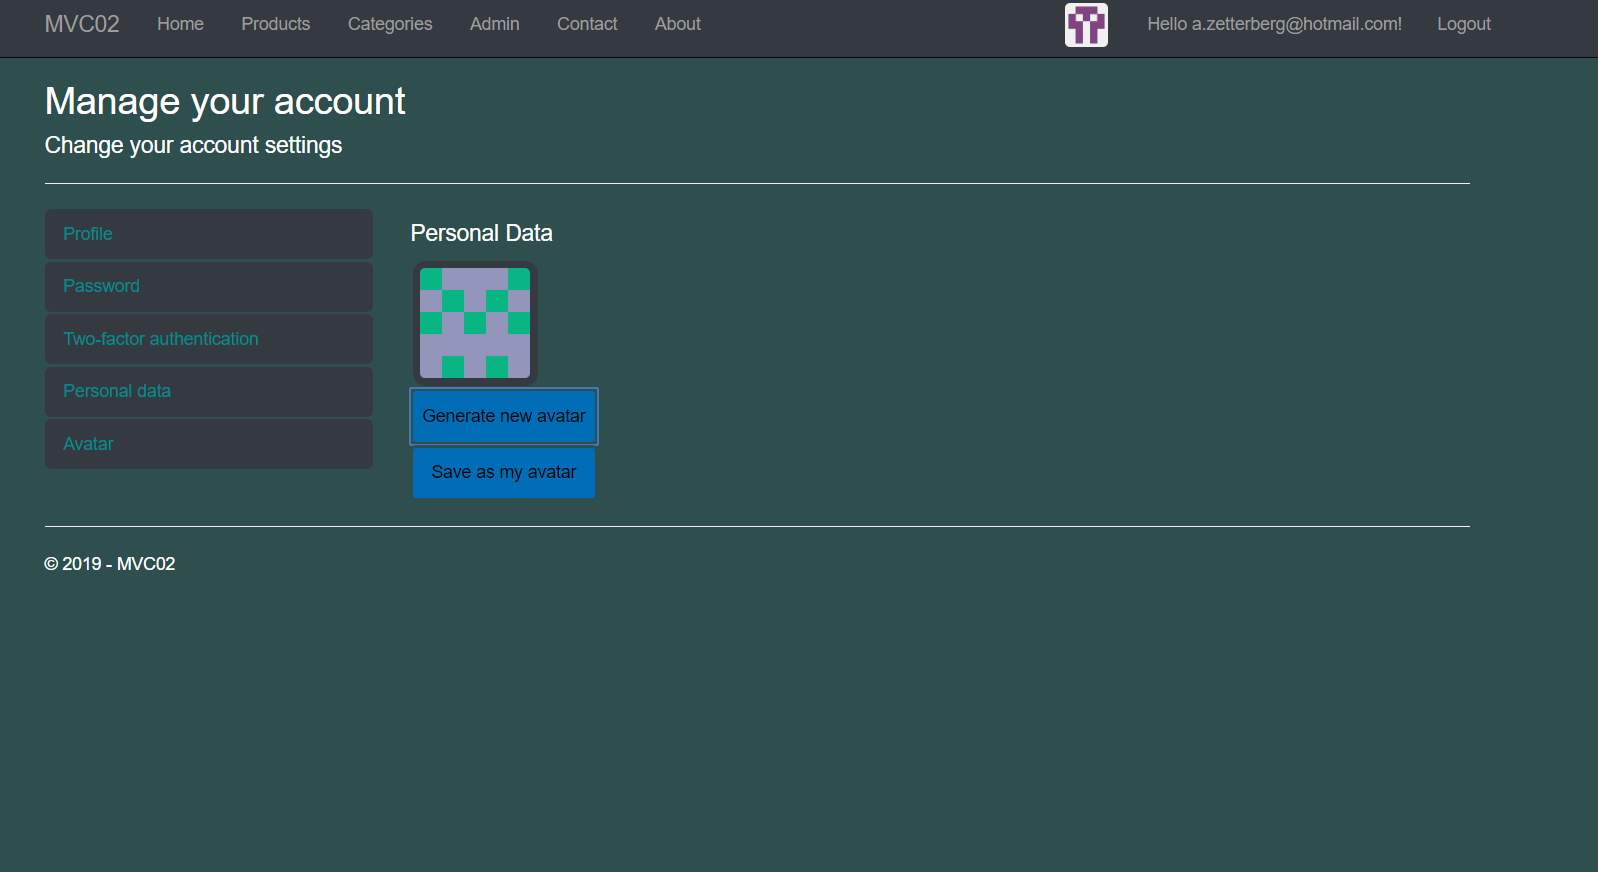 MVC02 Home Products Categories Admin Contact About Hello a.zetterberg@hotmail.com! Logout
Manage your account
Change your account settings
Profile
Password
Two-factor authentication
Personal data
Avatar
Personal Data
Generate new avatar
Save as my avatar
© 2019 - MVC02